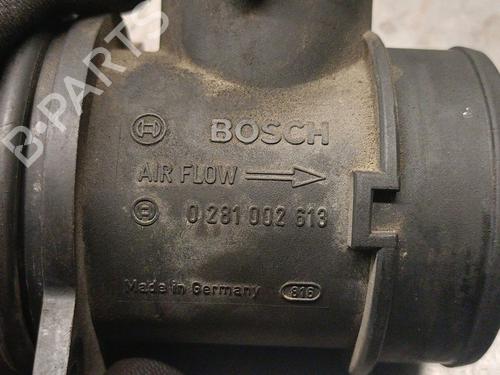 B-PARTS
BOSCH
AIR FLOW
0 281 002 613
Made in Germany 816